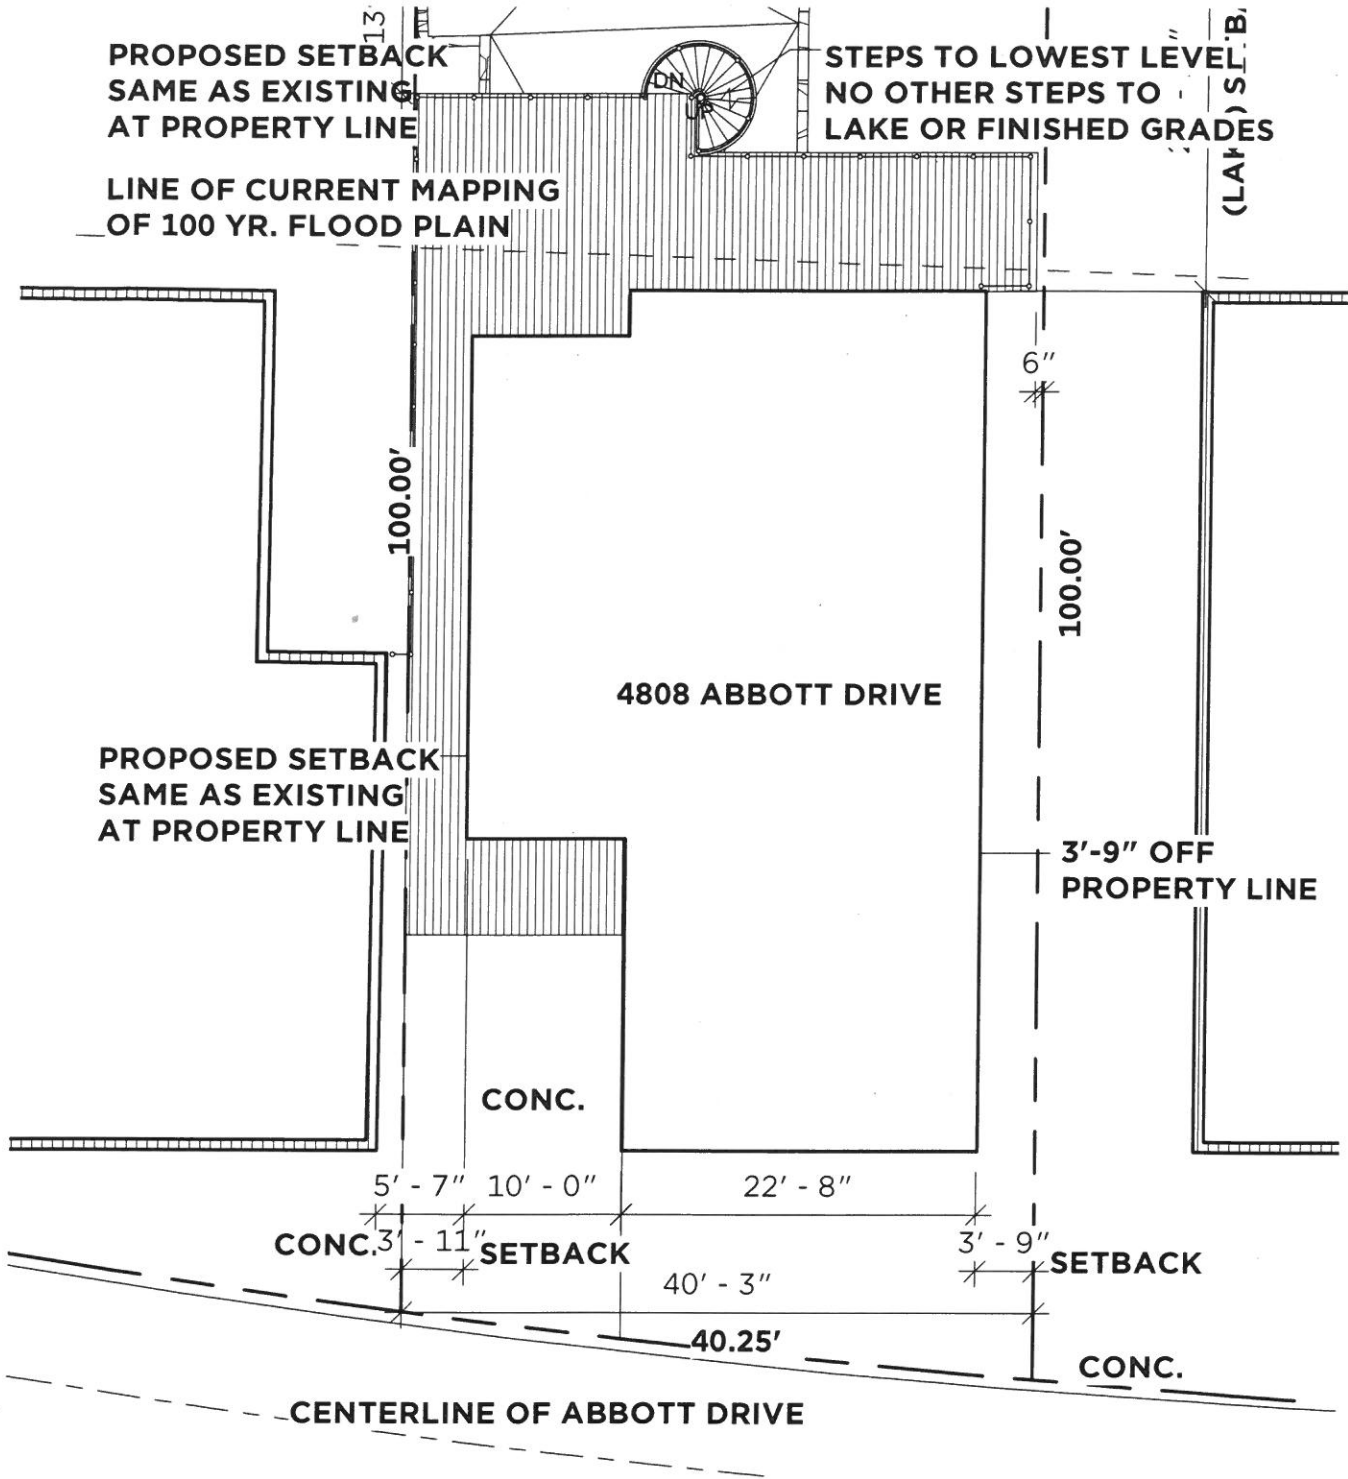 13'
PROPOSED SETBACK
SAME AS EXISTING
AT PROPERTY LINE
DN
UP
STEPS TO LOWEST LEVEL
NO OTHER STEPS TO
LAKE OR FINISHED GRADES
LINE OF CURRENT MAPPING
OF 100 YR. FLOOD PLAIN
6"
100.00'
100.00'
4808 ABBOTT DRIVE
PROPOSED SETBACK
SAME AS EXISTING
AT PROPERTY LINE
3'-9" OFF
PROPERTY LINE
CONC.
5' - 7"
10' - 0"
22' - 8"
CONC.
3' - 11"
SETBACK
3' - 9"
SETBACK
40' - 3"
40.25'
CONC.
CENTERLINE OF ABBOTT DRIVE